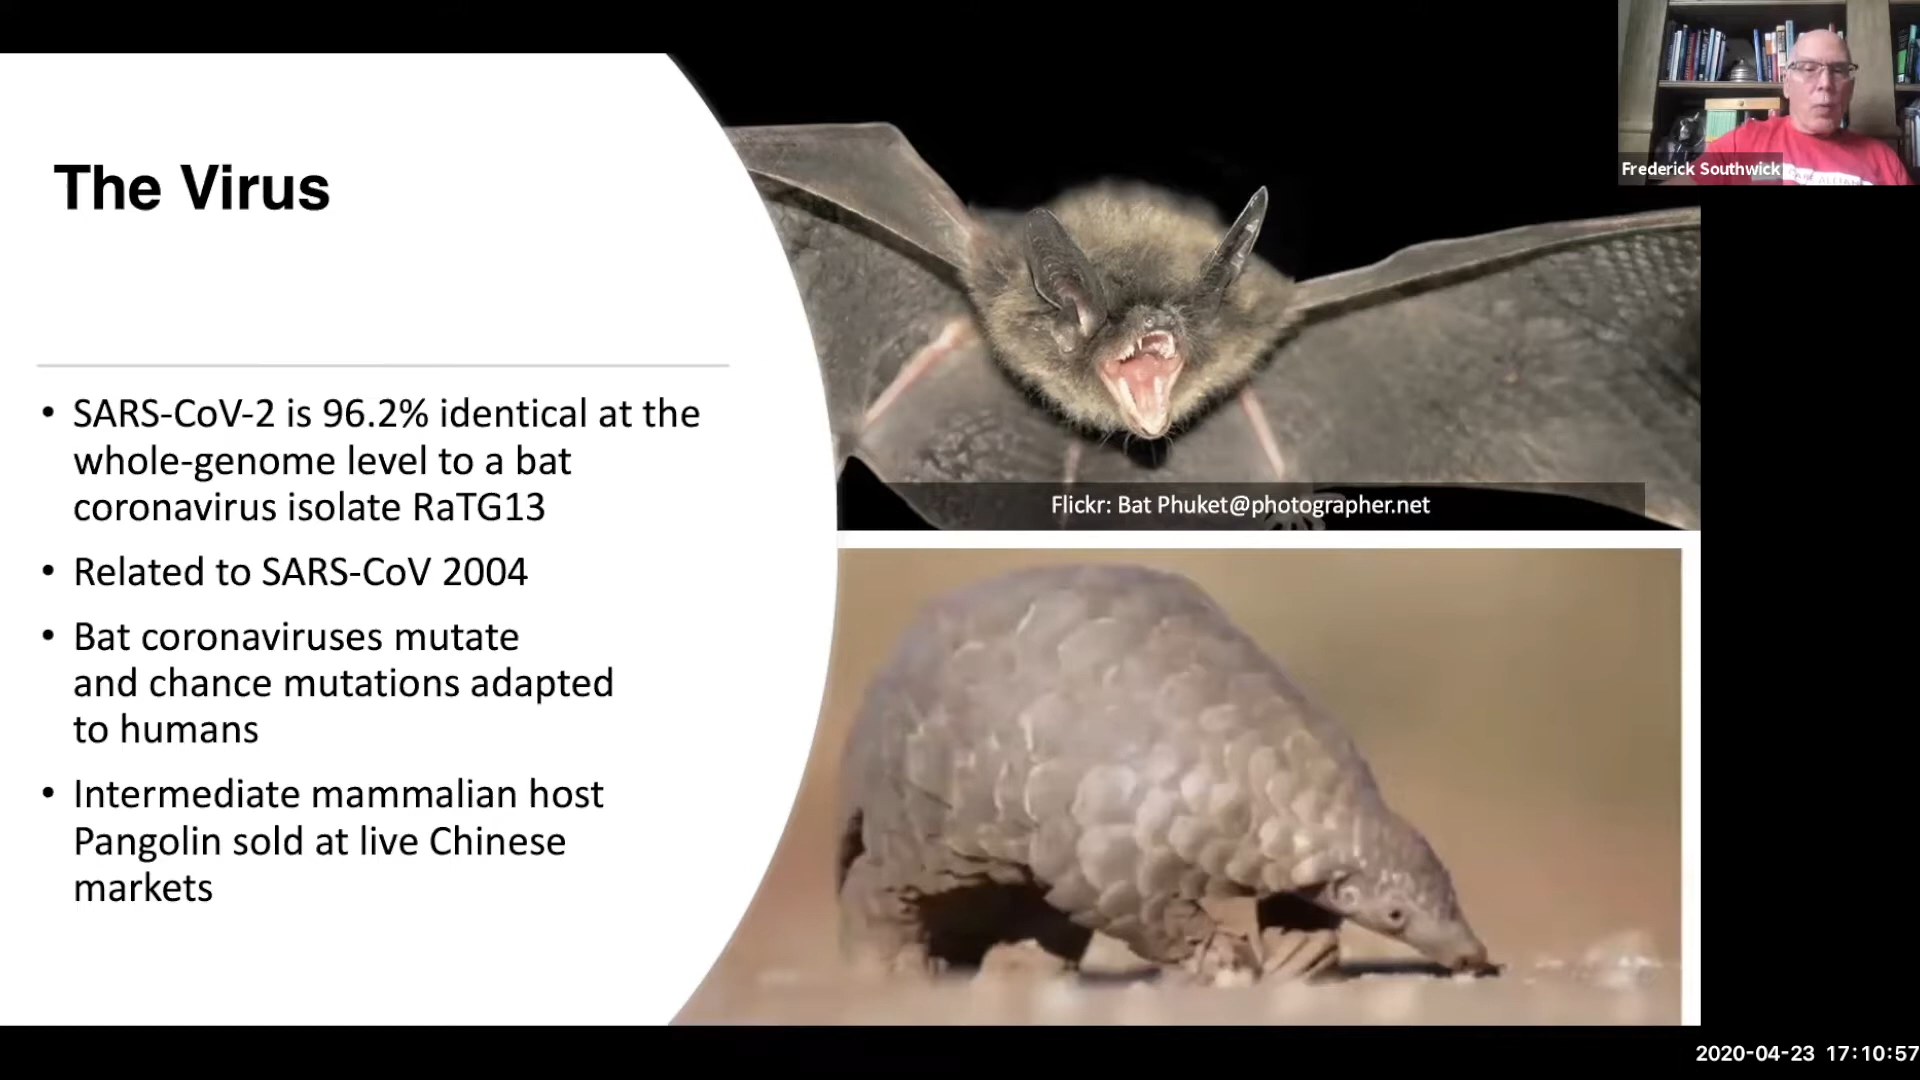 The Virus
• SARS-CoV-2 is 96.2% identical at the
whole-genome level to a bat
coronavirus isolate RaTG13
• Related to SARS-CoV 2004
• Bat coronaviruses mutate
and chance mutations adapted
to humans
• Intermediate mammalian host
Pangolin sold at live Chinese
markets
Flickr: Bat Phuket@photographer.net
Frederick Southwick
2020-04-23 17:10:57